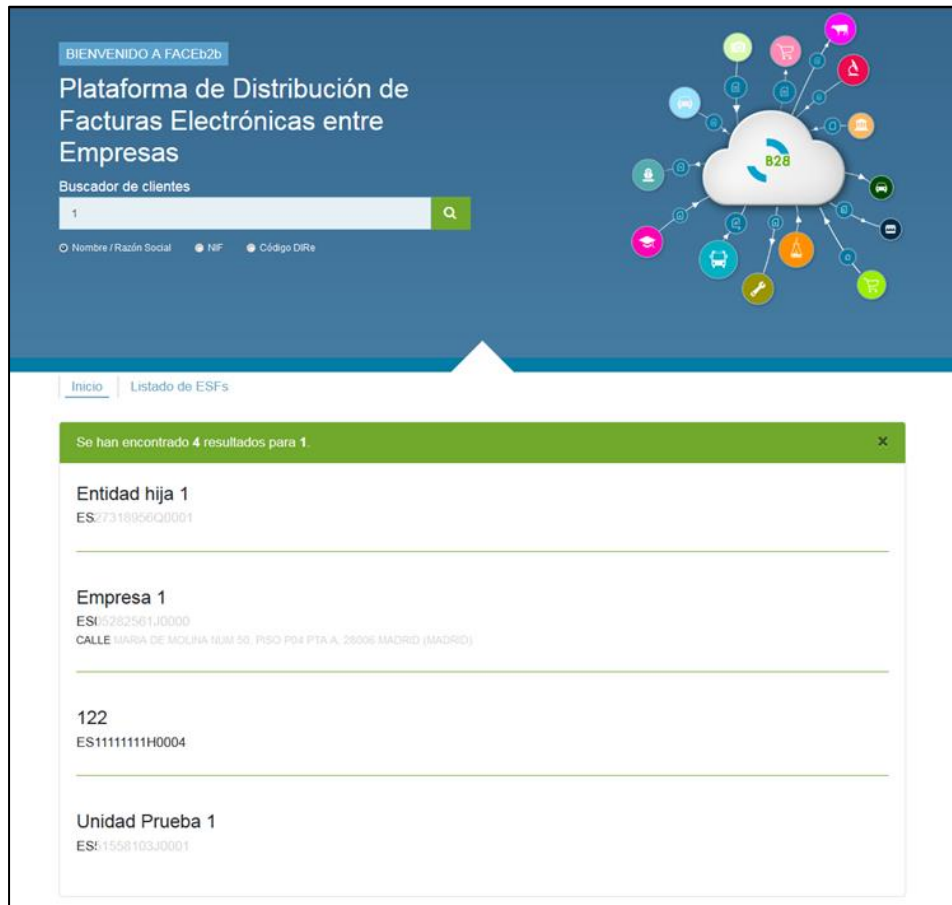 BIENVENIDO A FACEb2b
Plataforma de Distribución de
Facturas Electrónicas entre
Empresas
Buscador de clientes
1
Nombre / Razón Social NIF Código DIRe
B2B
Inicio Listado de ESFs
Se han encontrado 4 resultados para 1.
Entidad hija 1
ES27318956Q0001
Empresa 1
ES05282561J0000
CALLE MARIA DE MOLINA NUM 50, PISO P04 PTA A, 28006 MADRID (MADRID)
122
ES11111111H0004
Unidad Prueba 1
ES51558103J0001